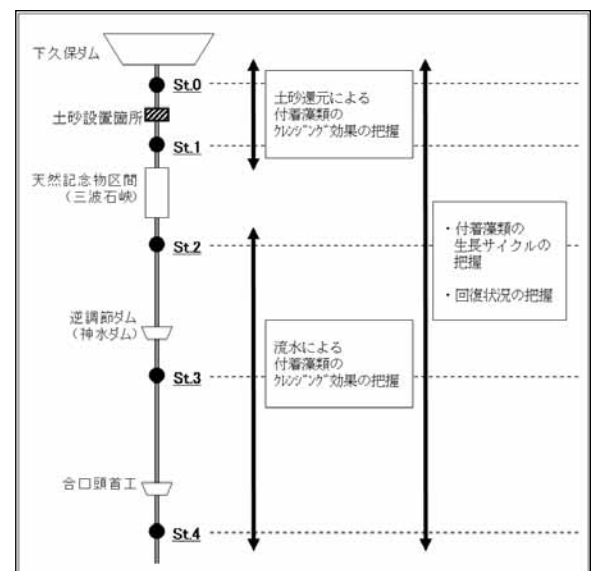 下久保ダム
St.0
土砂設置箇所
St.1
天然記念物区間
(三波石峡)
St.2
逆調節ダム
(神水ダム)
St.3
合口頭首工
St.4
土砂還元による
付着藻類の
クレンジング効果の把握
流水による
付着藻類の
クレンジング効果の把握
・付着藻類の
生長サイクルの
把握
・回復状況の把握